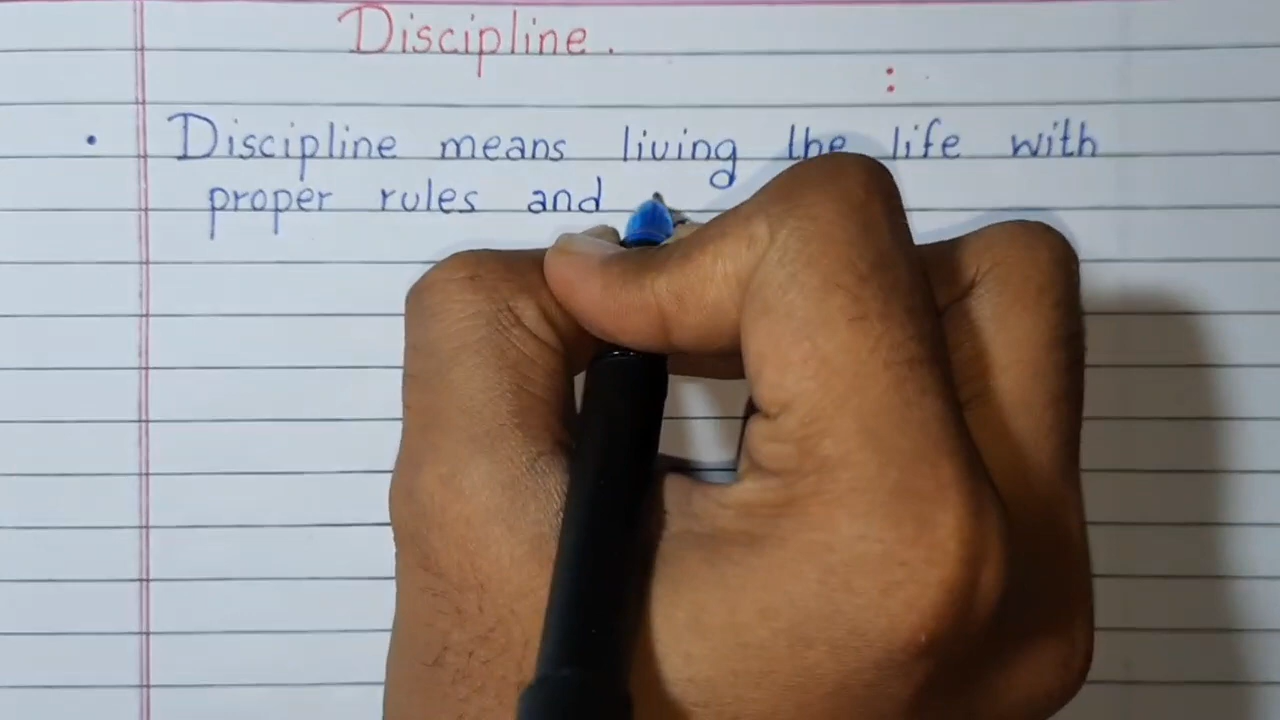 Discipline.
:
• Discipline means living the life with
proper rules and